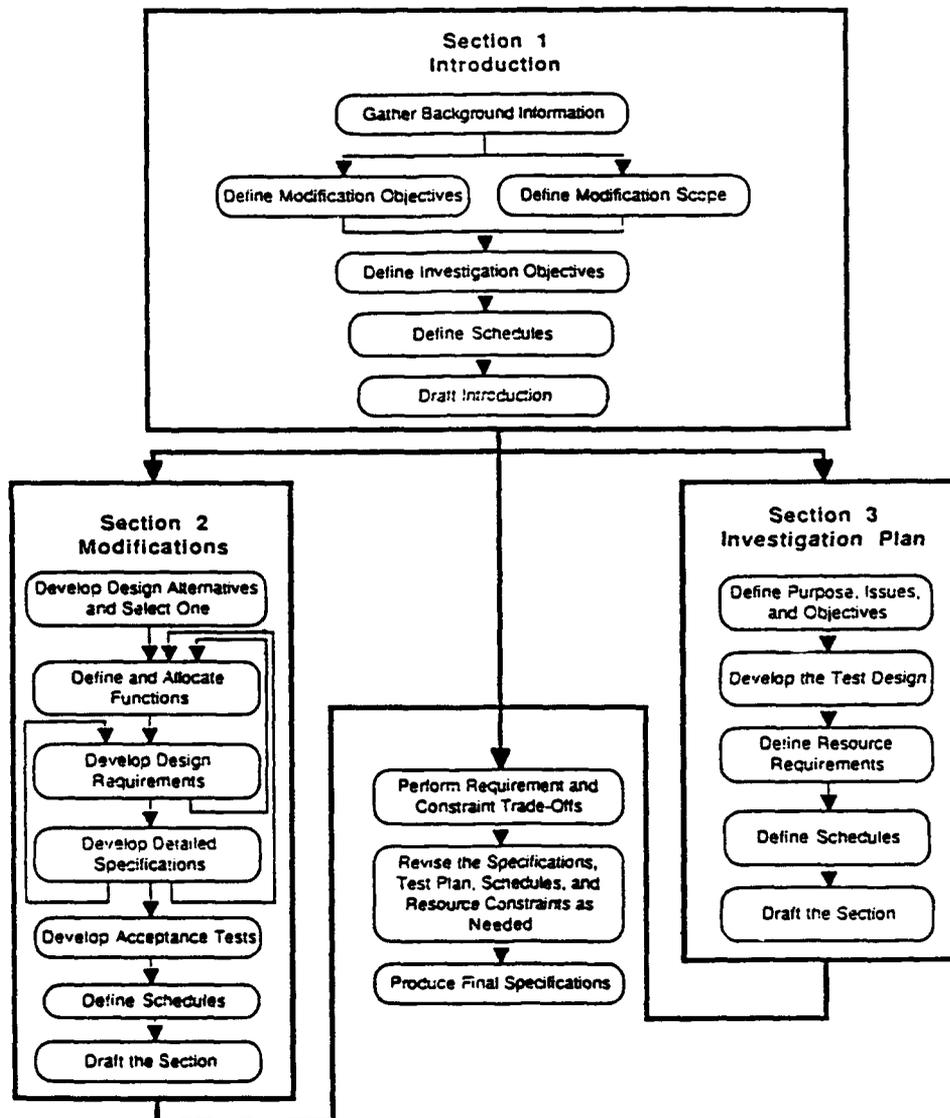 Section 1
Introduction
Gather Background Information
Define Modification Objectives
Define Modification Scope
Define Investigation Objectives
Define Schedules
Draft Introduction
Section 2
Modifications
Develop Design Alternatives
and Select One
Define and Allocate
Functions
Develop Design
Requirements
Develop Detailed
Specifications
Develop Acceptance Tests
Define Schedules
Draft the Section
Perform Requirement and
Constraint Trade-Offs
Revise the Specifications,
Test Plan, Schedules, and
Resource Constraints as
Needed
Produce Final Specifications
Section 3
Investigation Plan
Define Purpose, Issues,
and Objectives
Develop the Test Design
Define Resource
Requirements
Define Schedules
Draft the Section